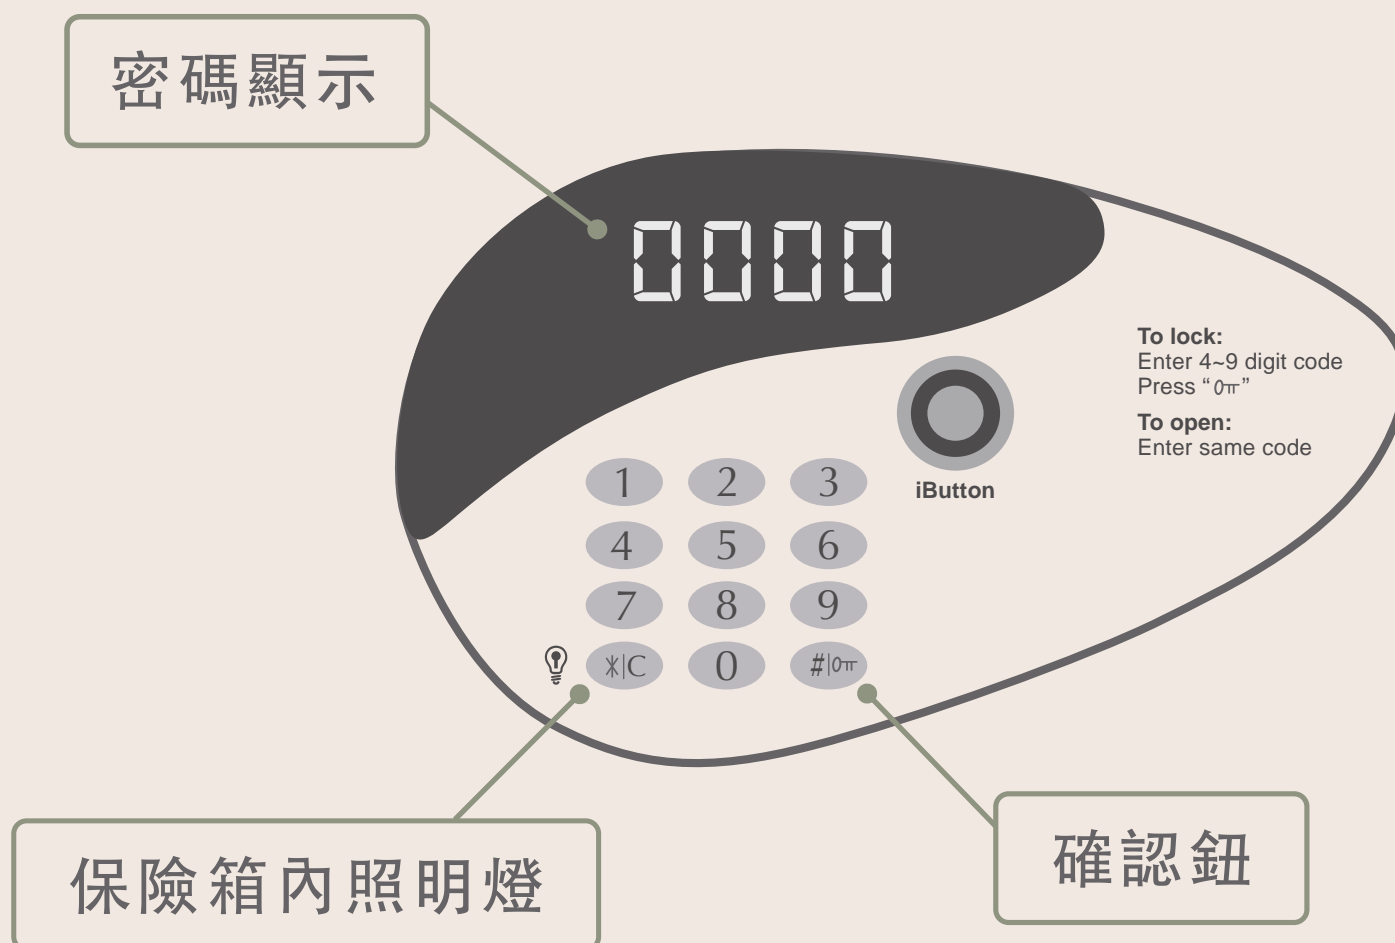 密碼顯示
0000
To lock:
Enter 4~9 digit code
Press “ ”
To open:
Enter same code
iButton
1 2 3
4 5 6
7 8 9
*|C 0 #|
保險箱內照明燈
確認鈕